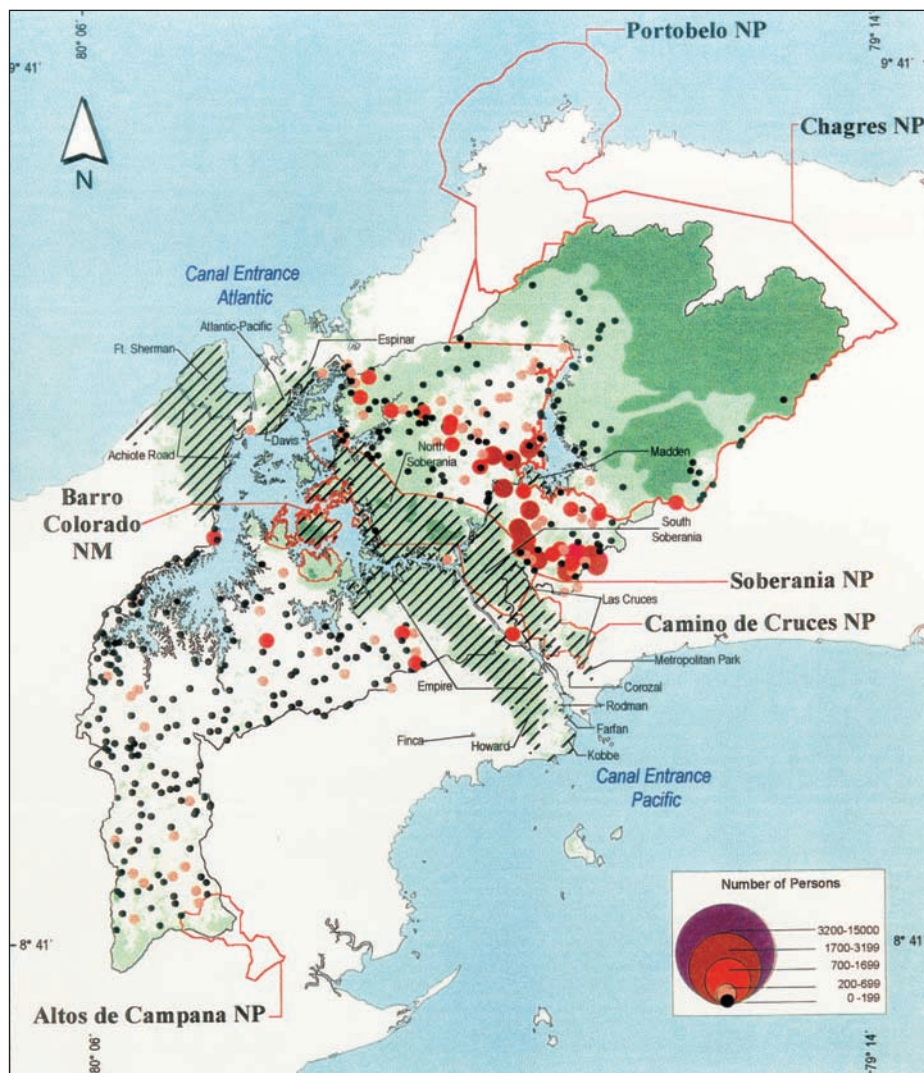 80° 06´
79° 14´
Portobelo NP
9° 41´
9° 41´
Chagres NP
N
Canal Entrance
Atlantic
Atlantic-Pacific
Espinar
Ft. Sherman
Davis
North
Soberania
Madden
Achiote Road
Barro
Colorado
NM
South
Soberania
Soberania NP
Las Cruces
Camino de Cruces NP
Metropolitan Park
Empire
Corozal
Rodman
Farfan
Finca
Howard
Kobbe
Canal Entrance
Pacific
Number of Persons
3200-15000
1700-3199
700-1699
200-699
0 -199
8° 41´
8° 41´
Altos de Campana NP
80° 06´
79° 14´